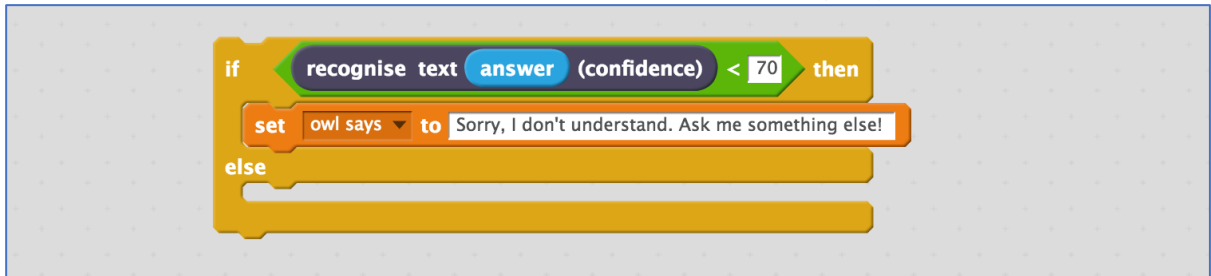 if recognise text answer (confidence) < 70 then
set owl says to Sorry, I don't understand. Ask me something else!
else